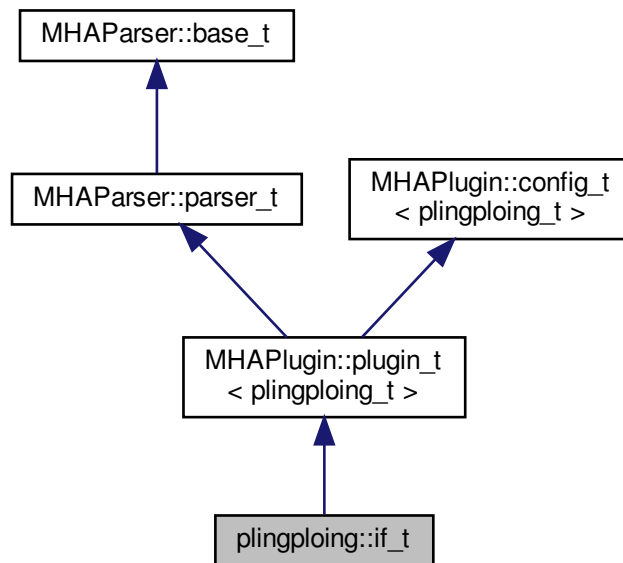 MHAParser::base_t
MHAParser::parser_t
MHAPlugin::config_t
< plingploing_t >
MHAPlugin::plugin_t
< plingploing_t >
plingploing::if_t